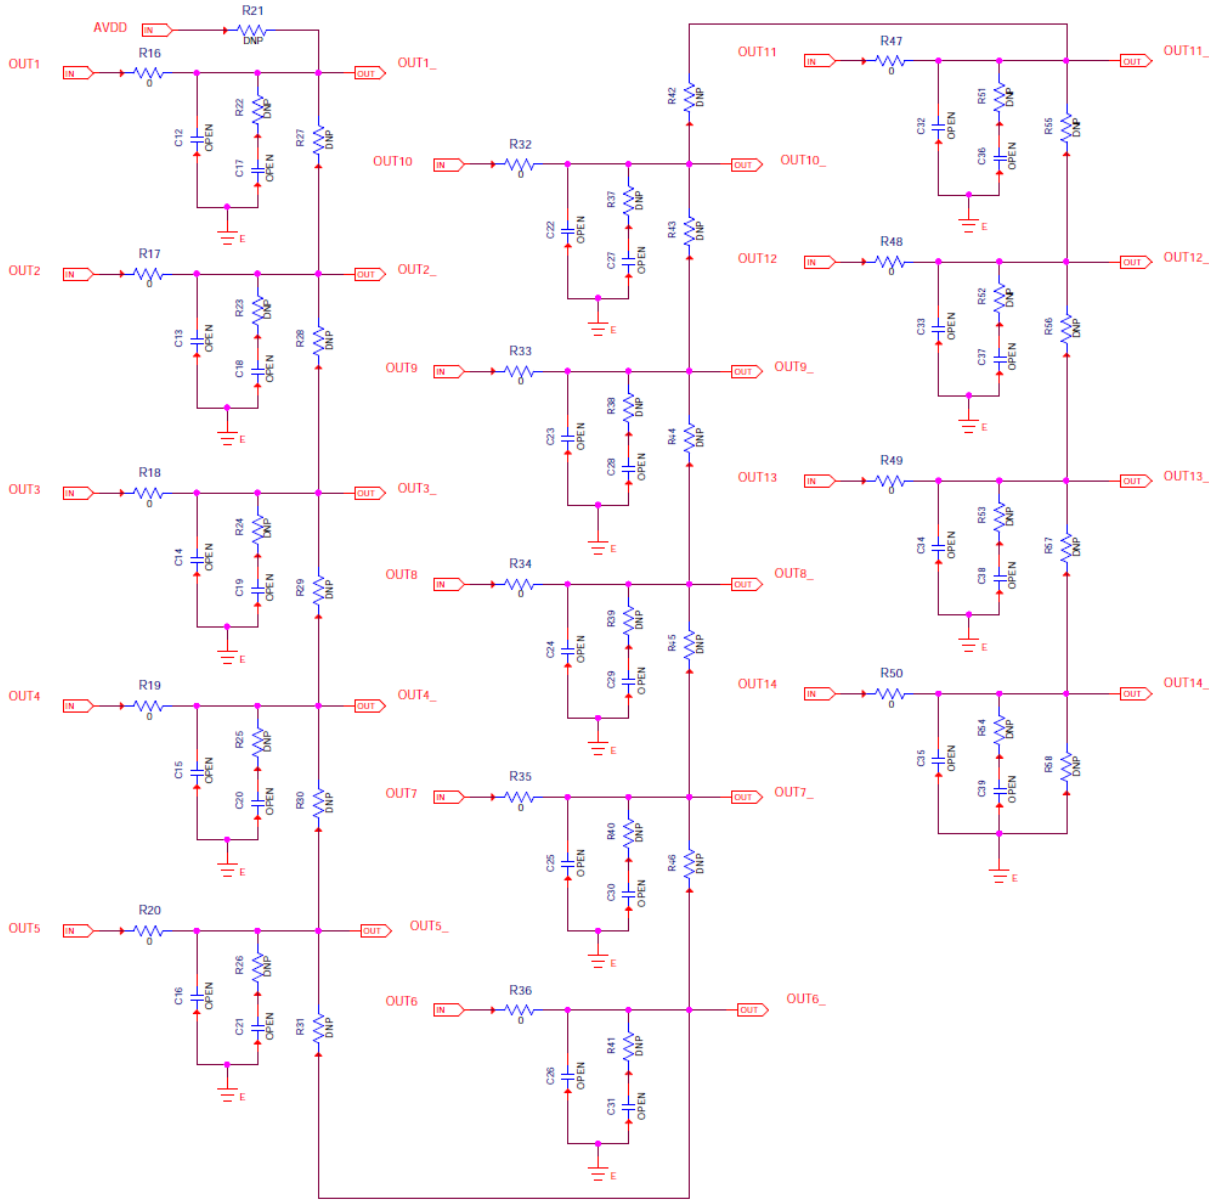 AVDD
IN
R21
DNP
OUT1
IN
R16
0
C12
OPEN
R22
DNP
C17
OPEN
R27
DNP
OUT
OUT1_
E
OUT2
IN
R17
0
C13
OPEN
R23
DNP
C18
OPEN
R28
DNP
OUT
OUT2_
E
OUT3
IN
R18
0
C14
OPEN
R24
DNP
C19
OPEN
R29
DNP
OUT
OUT3_
E
OUT4
IN
R19
0
C15
OPEN
R25
DNP
C20
OPEN
R30
DNP
OUT
OUT4_
E
OUT5
IN
R20
0
C16
OPEN
R26
DNP
C21
OPEN
R31
DNP
OUT
OUT5_
E
R42
DNP
OUT10
IN
R32
0
C22
OPEN
R37
DNP
C27
OPEN
R43
DNP
OUT
OUT10_
E
OUT9
IN
R33
0
C23
OPEN
R38
DNP
C28
OPEN
R44
DNP
OUT
OUT9_
E
OUT8
IN
R34
0
C24
OPEN
R39
DNP
C29
OPEN
R45
DNP
OUT
OUT8_
E
OUT7
IN
R35
0
C25
OPEN
R40
DNP
C30
OPEN
R46
DNP
OUT
OUT7_
E
OUT6
IN
R36
0
C26
OPEN
R41
DNP
C31
OPEN
OUT
OUT6_
E
OUT11
IN
R47
0
C32
OPEN
R51
DNP
C36
OPEN
R55
DNP
OUT
OUT11_
E
OUT12
IN
R48
0
C33
OPEN
R52
DNP
C37
OPEN
R56
DNP
OUT
OUT12_
E
OUT13
IN
R49
0
C34
OPEN
R53
DNP
C38
OPEN
R57
DNP
OUT
OUT13_
E
OUT14
IN
R50
0
C35
OPEN
R54
DNP
C39
OPEN
R58
DNP
OUT
OUT14_
E